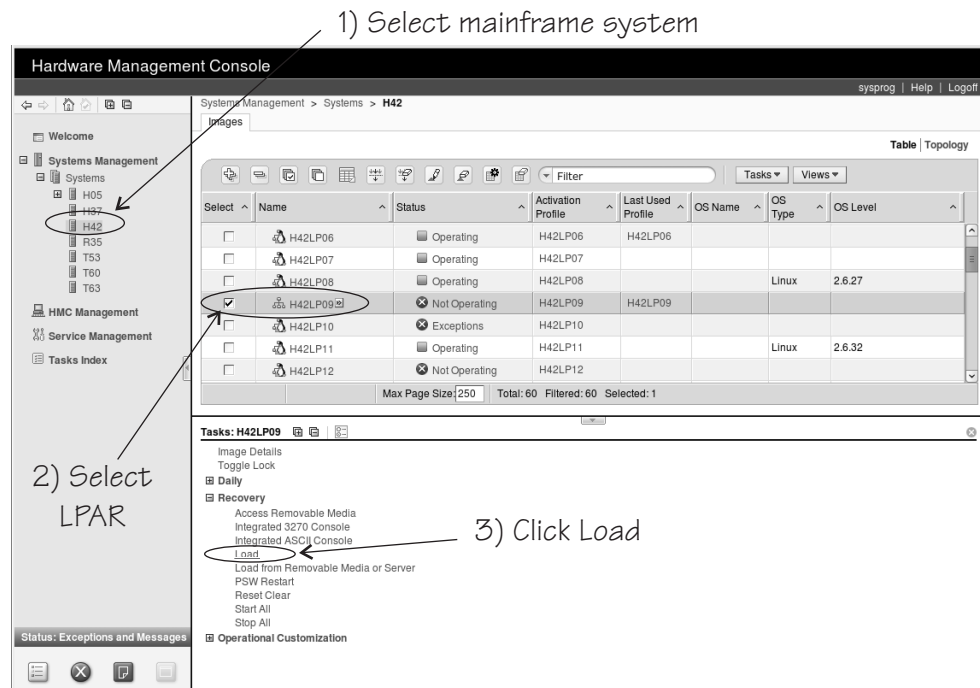 1) Select mainframe system
Hardware Management Console
sysprog | Help | Logoff
Systems Management > Systems > H42
Images
Welcome
Systems Management
Systems
H05
H37
H42
R35
T53
T60
T63
HMC Management
Service Management
Tasks Index
Table | Topology
Filter Tasks Views
Select Name Status Activation Profile Last Used Profile OS Name OS Type OS Level
H42LP06 Operating H42LP06 H42LP06
H42LP07 Operating H42LP07
H42LP08 Operating H42LP08 Linux 2.6.27
H42LP09 Not Operating H42LP09 H42LP09
H42LP10 Exceptions H42LP10
H42LP11 Operating H42LP11 Linux 2.6.32
H42LP12 Not Operating H42LP12
Max Page Size: 250 Total: 60 Filtered: 60 Selected: 1
2) Select
LPAR
Tasks: H42LP09
Image Details
Toggle Lock
Daily
Recovery
Access Removable Media
Integrated 3270 Console
Integrated ASCII Console
Load
Load from Removable Media or Server
PSW Restart
Reset Clear
Start All
Stop All
Operational Customization
3) Click Load
Status: Exceptions and Messages